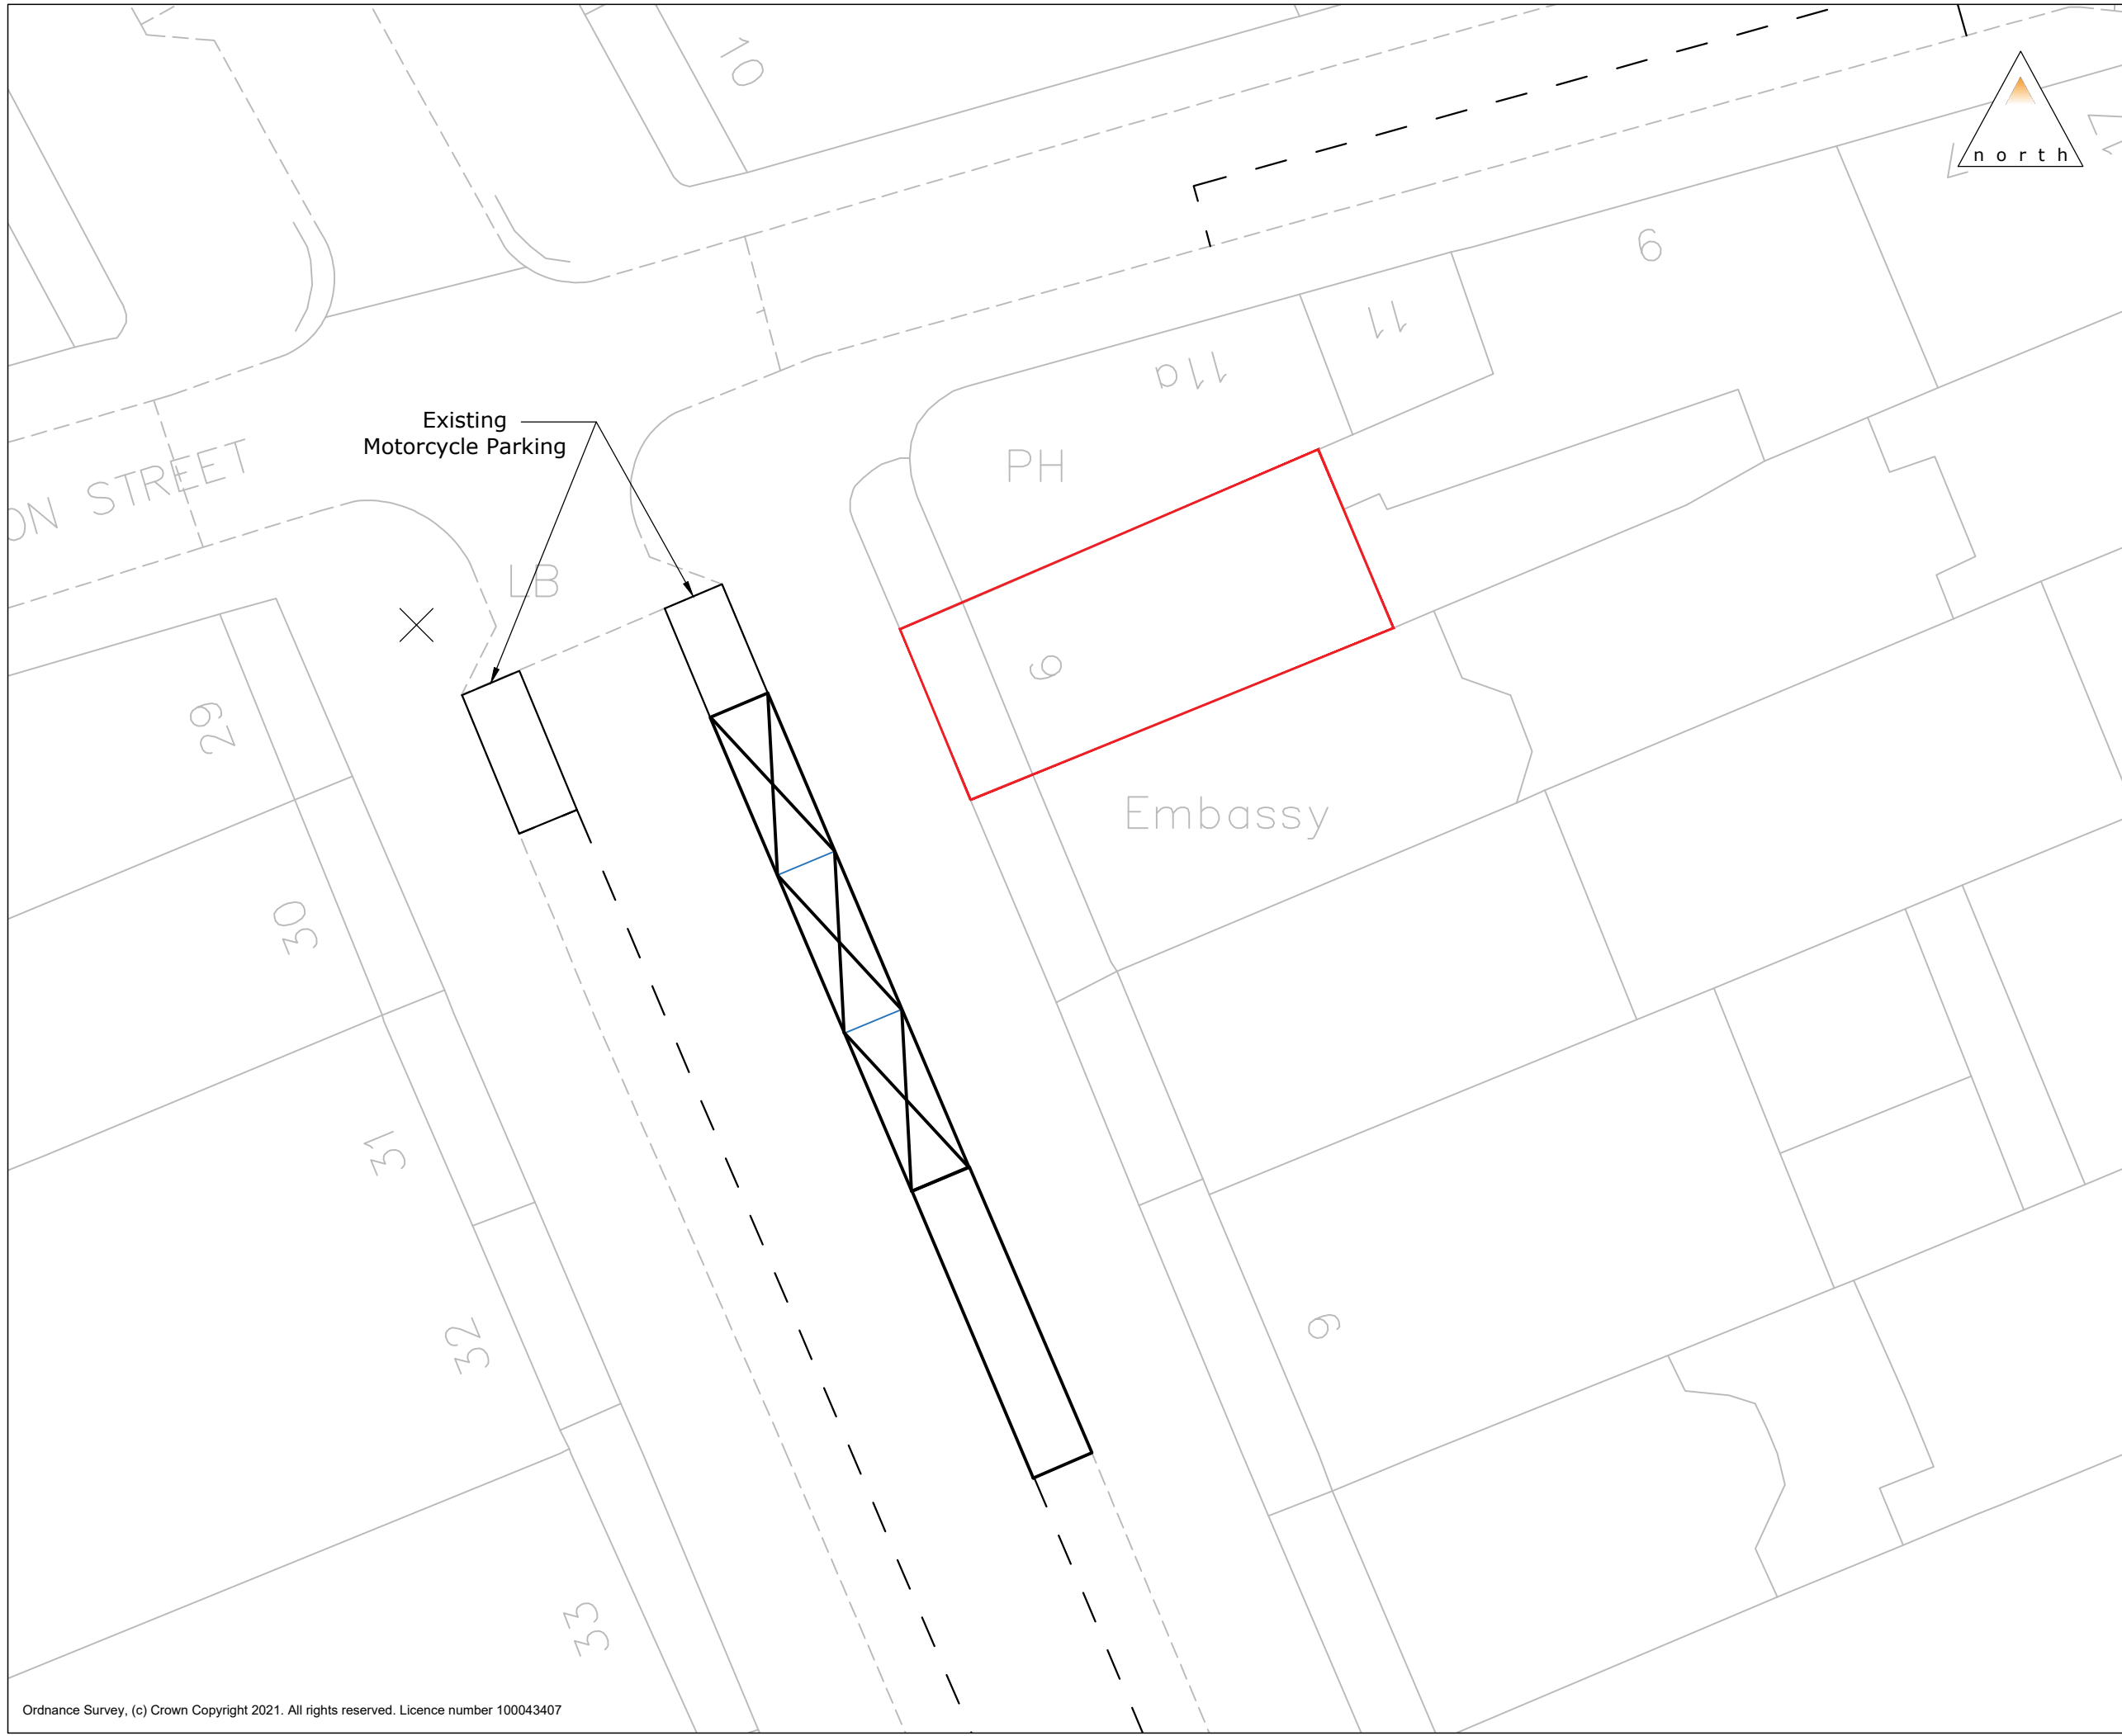 10
north
6
7
11
11a
Existing
Motorcycle Parking
PH
ON STREET
LB
9
29
Embassy
30
31
32
9
33
Ordnance Survey, (c) Crown Copyright 2021. All rights reserved. Licence number 100043407